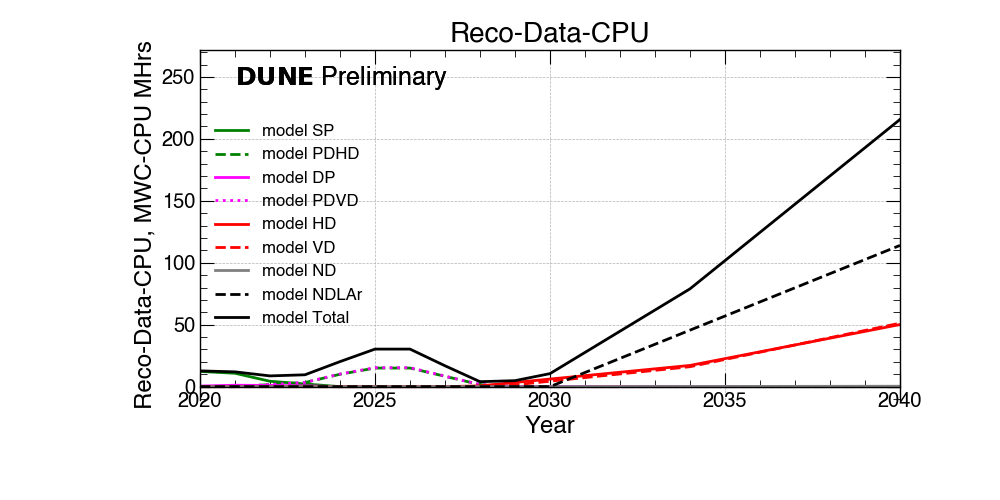 Reco-Data-CPU
DUNE Preliminary
Reco-Data-CPU, MWC-CPU MHrs
250
200
150
100
50
0
model SP
model PDHD
model DP
model PDVD
model HD
model VD
model ND
model NDLAr
model Total
2020 2025 2030 2035 2040
Year